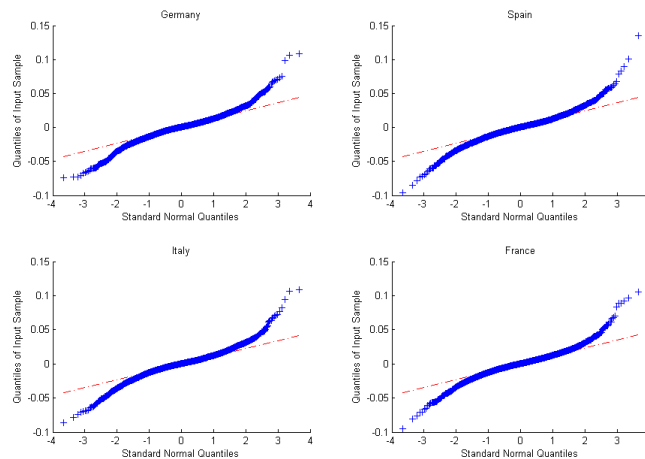 Germany
Quantiles of Input Sample
0.15
0.1
0.05
0
-0.05
-0.1
-4 -3 -2 -1 0 1 2 3 4
Standard Normal Quantiles
Spain
Quantiles of Input Sample
0.15
0.1
0.05
0
-0.05
-0.1
-4 -3 -2 -1 0 1 2 3
Standard Normal Quantiles
Italy
Quantiles of Input Sample
0.15
0.1
0.05
0
-0.05
-0.1
-4 -3 -2 -1 0 1 2 3 4
Standard Normal Quantiles
France
Quantiles of Input Sample
0.15
0.1
0.05
0
-0.05
-0.1
-4 -3 -2 -1 0 1 2 3
Standard Normal Quantiles